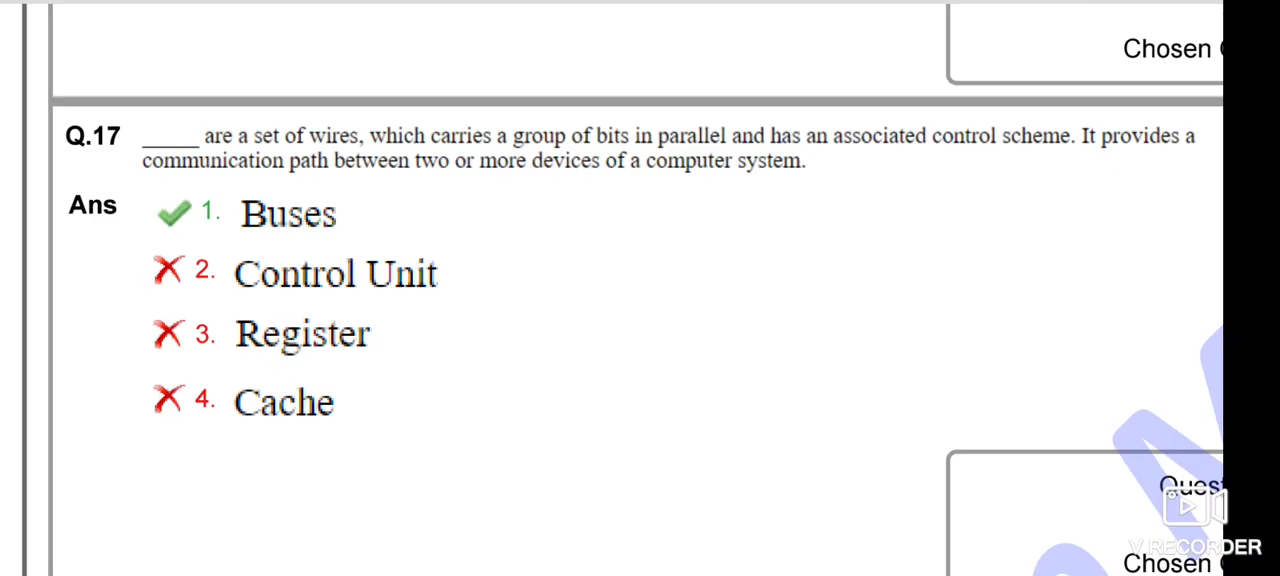 Chosen
Q.17 _____ are a set of wires, which carries a group of bits in parallel and has an associated control scheme. It provides a
communication path between two or more devices of a computer system.
Ans 1. Buses
2. Control Unit
3. Register
4. Cache
Quest
V RECORDER
Chosen